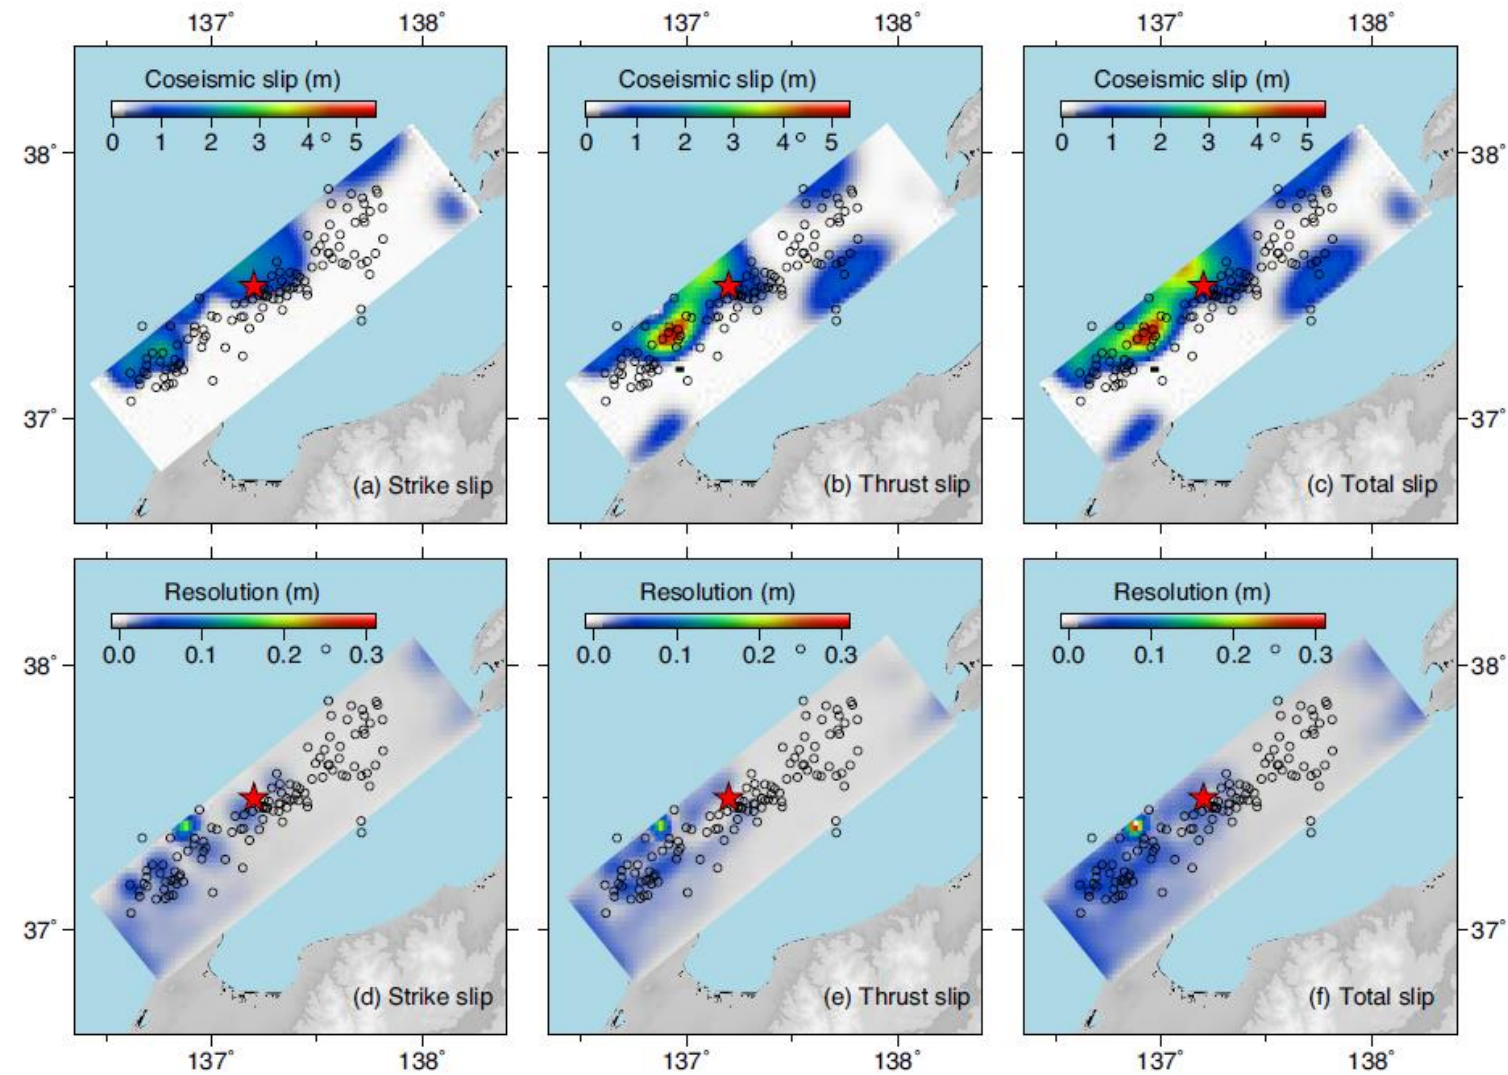 137° 138° 137° 138° 137° 138°
Coseismic slip (m) Coseismic slip (m) Coseismic slip (m)
0 1 2 3 4 5 0 1 2 3 4 5 0 1 2 3 4 5
38° 38°
37° 37°
(a) Strike slip (b) Thrust slip (c) Total slip
Resolution (m) Resolution (m) Resolution (m)
0.0 0.1 0.2 0.3 0.0 0.1 0.2 0.3 0.0 0.1 0.2 0.3
38° 38°
37° 37°
(d) Strike slip (e) Thrust slip (f) Total slip
137° 138° 137° 138° 137° 138°